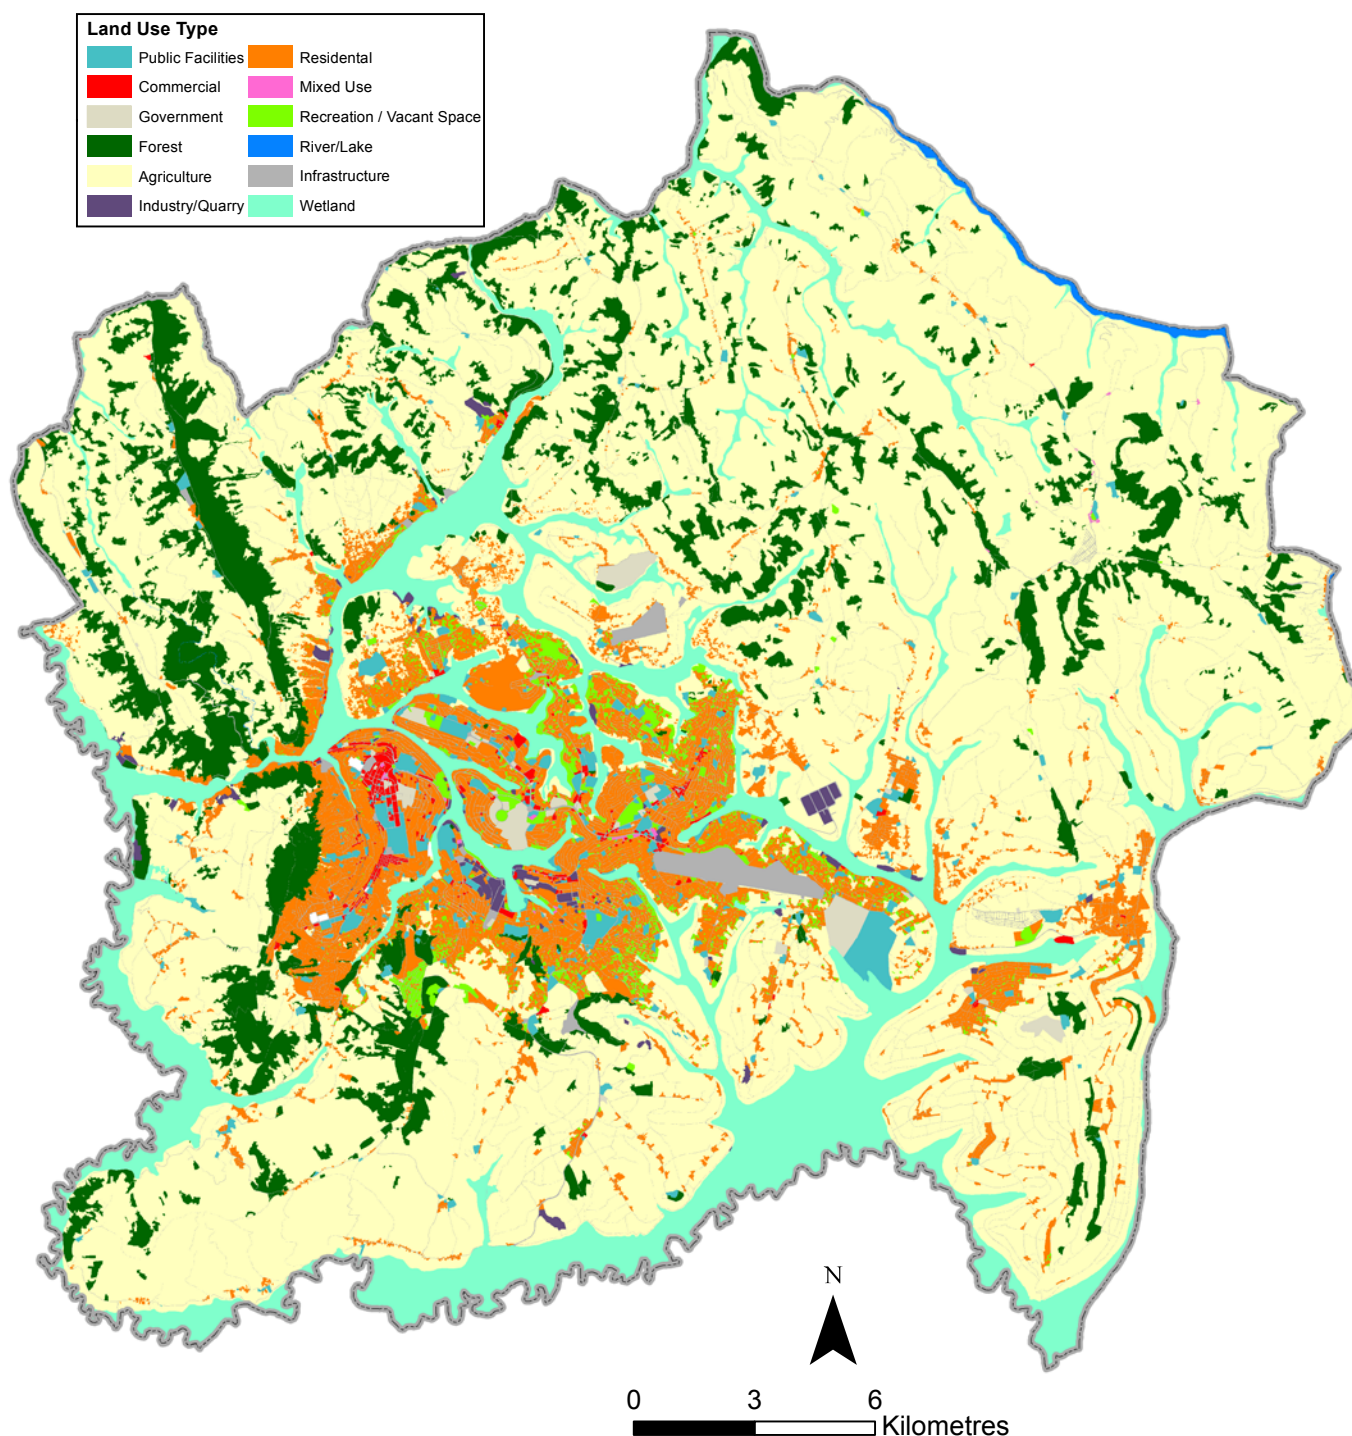 Land Use Type
Public Facilities Residental
Commercial Mixed Use
Government Recreation / Vacant Space
Forest River/Lake
Agriculture Infrastructure
Industry/Quarry Wetland
N
0 3 6
Kilometres